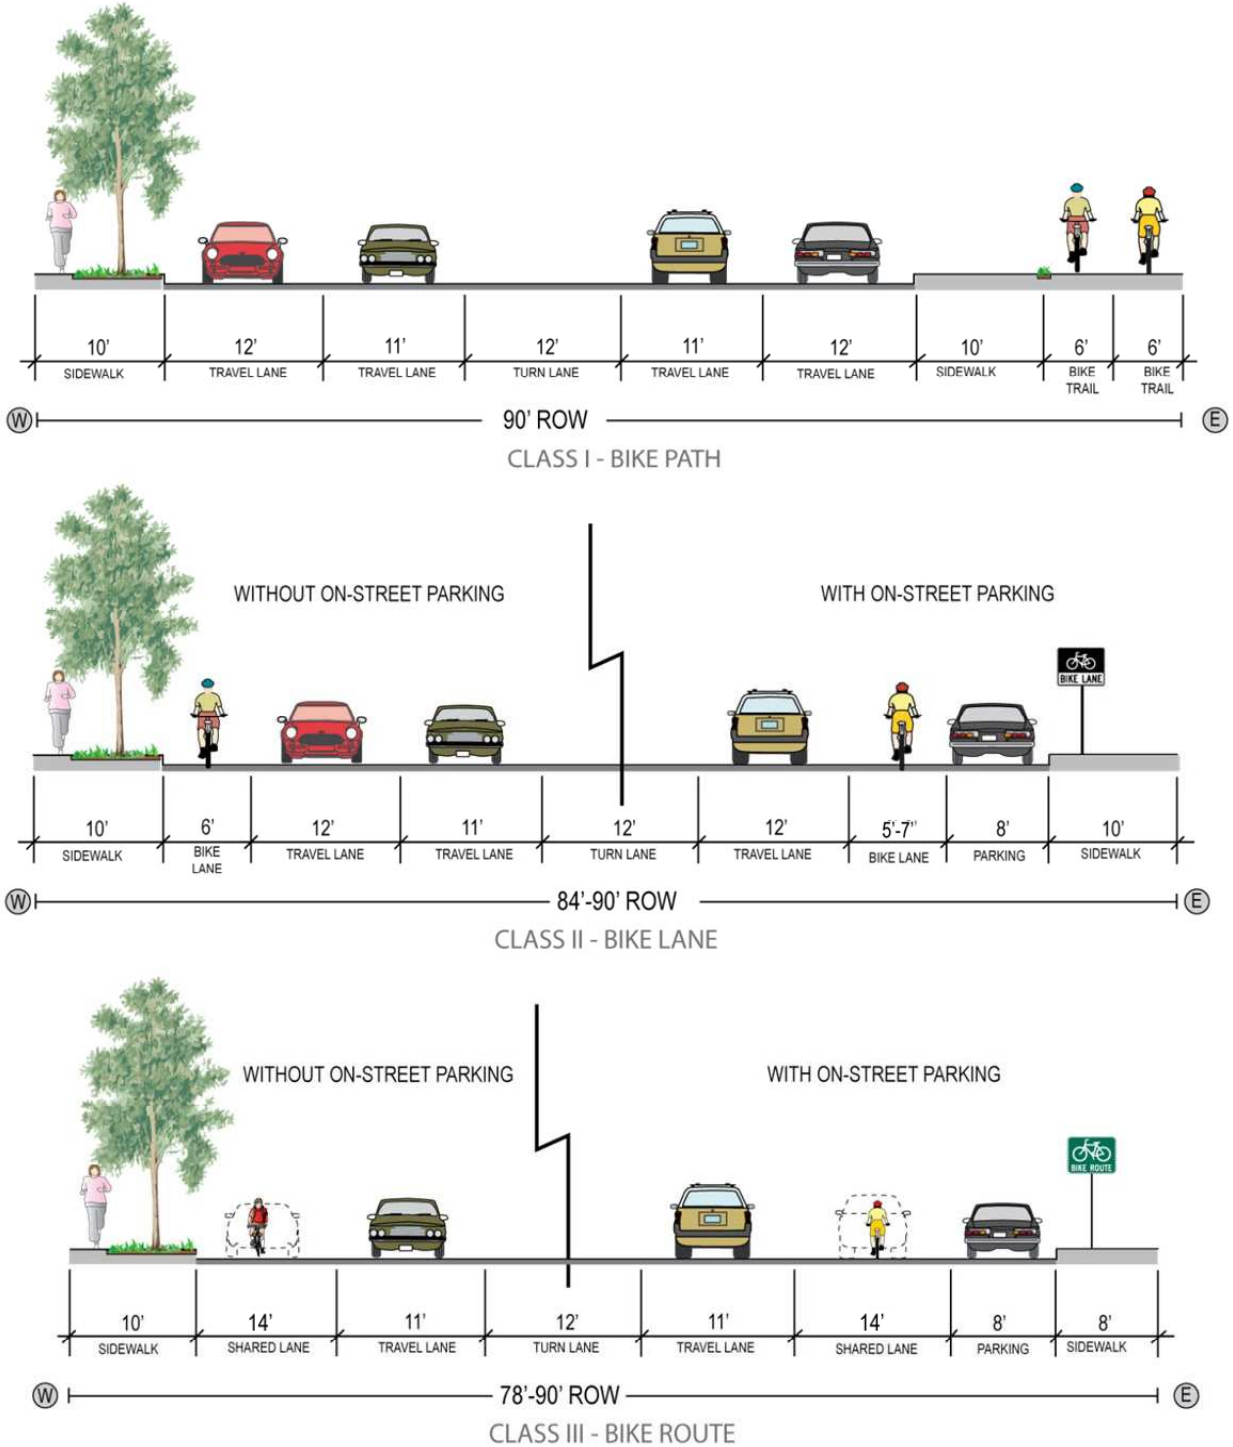 10' 12' 11' 12' 11' 12' 10' 6' 6'
SIDEWALK TRAVEL LANE TRAVEL LANE TURN LANE TRAVEL LANE TRAVEL LANE SIDEWALK BIKE BIKE
TRAIL TRAIL
W 90' ROW E
CLASS I - BIKE PATH
WITHOUT ON-STREET PARKING WITH ON-STREET PARKING
BIKE LANE
10' 6' 12' 11' 12' 12' 5'-7' 8' 10'
SIDEWALK BIKE TRAVEL LANE TRAVEL LANE TURN LANE TRAVEL LANE BIKE LANE PARKING SIDEWALK
LANE
W 84'-90' ROW E
CLASS II - BIKE LANE
WITHOUT ON-STREET PARKING WITH ON-STREET PARKING
BIKE ROUTE
10' 14' 11' 12' 11' 14' 8' 8'
SIDEWALK SHARED LANE TRAVEL LANE TURN LANE TRAVEL LANE SHARED LANE PARKING SIDEWALK
W 78'-90' ROW E
CLASS III - BIKE ROUTE